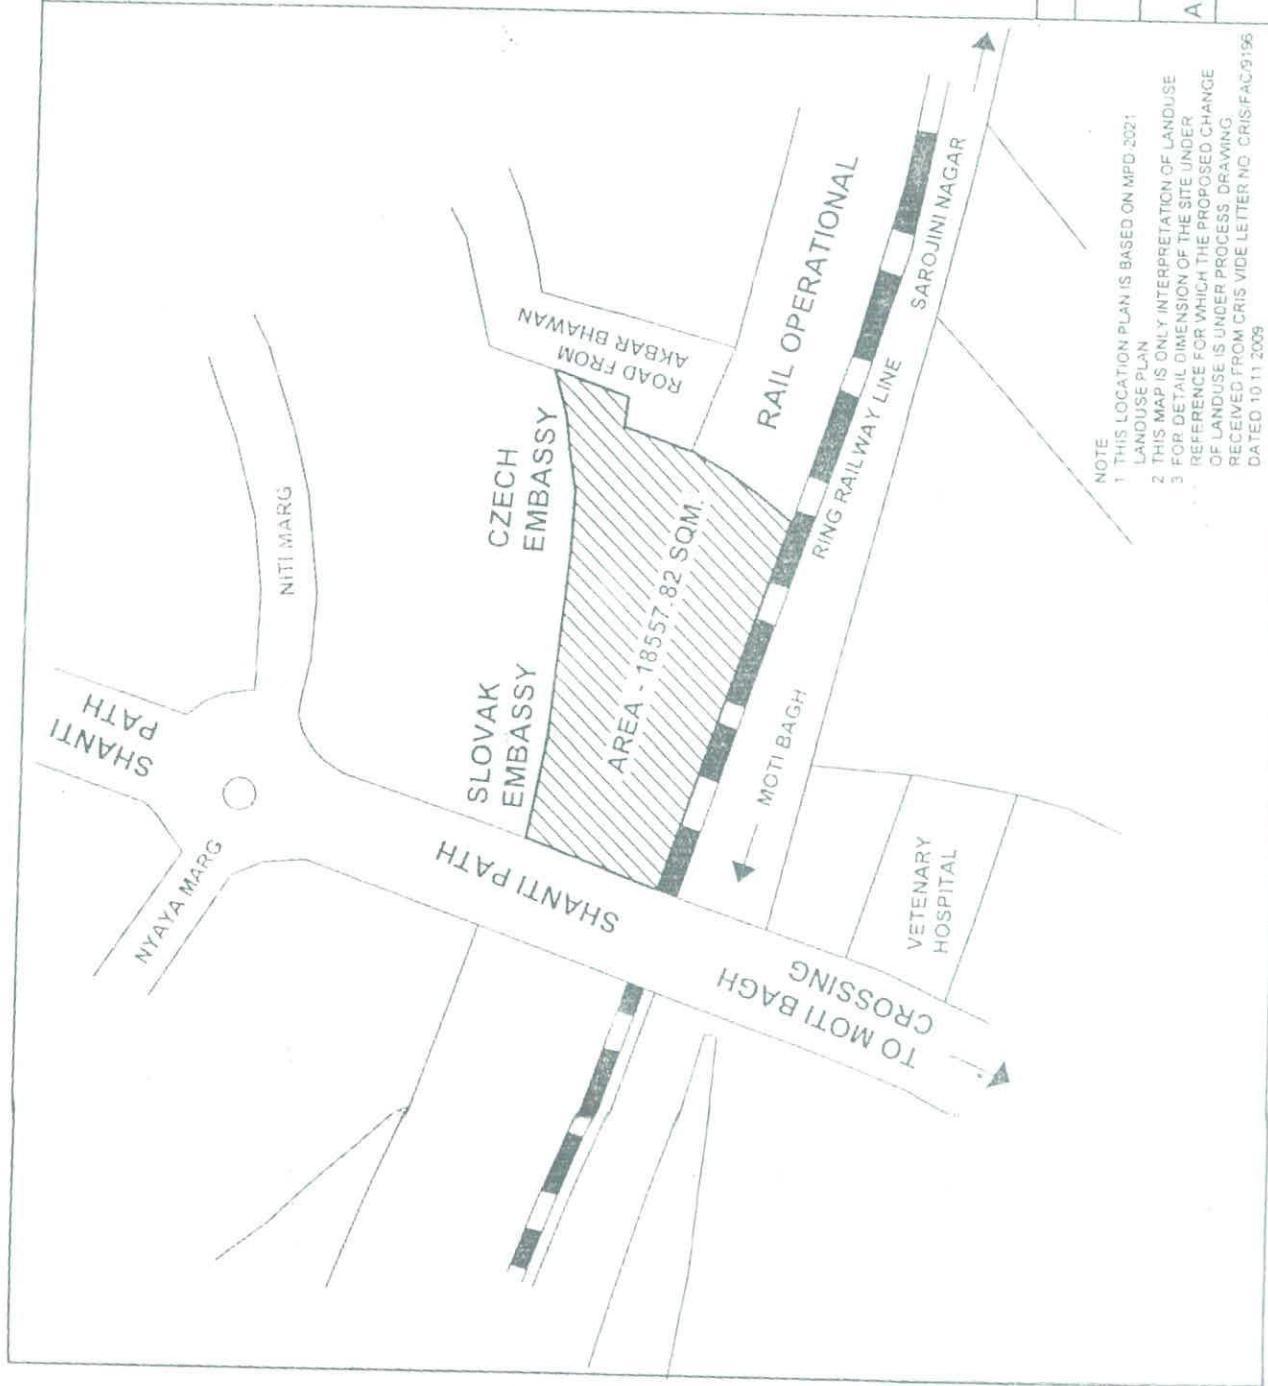 SHANTI
PATH
NITI MARG
NYAYA MARG
SLOVAK
EMBASSY
CZECH
EMBASSY
ROAD FROM
AKBAR BHAWAN
SHANTI PATH
AREA - 18557.82 SQM.
RAIL OPERATIONAL
RING RAILWAY LINE
SAROJINI NAGAR
MOTI BAGH
VETENARY
HOSPITAL
TO MOTI BAGH
CROSSING
NOTE
1 THIS LOCATION PLAN IS BASED ON MPD-2021
LANDUSE PLAN
2 THIS MAP IS ONLY INTERPRETATION OF LANDUSE
3 FOR DETAIL DIMENSION OF THE SITE UNDER
REFERENCE FOR WHICH THE PROPOSED CHANGE
OF LANDUSE IS UNDER PROCESS DRAWING
RECEIVED FROM CRIS VIDE LETTER NO CRIS/FAC/9196
DATED 10 11 2009
A